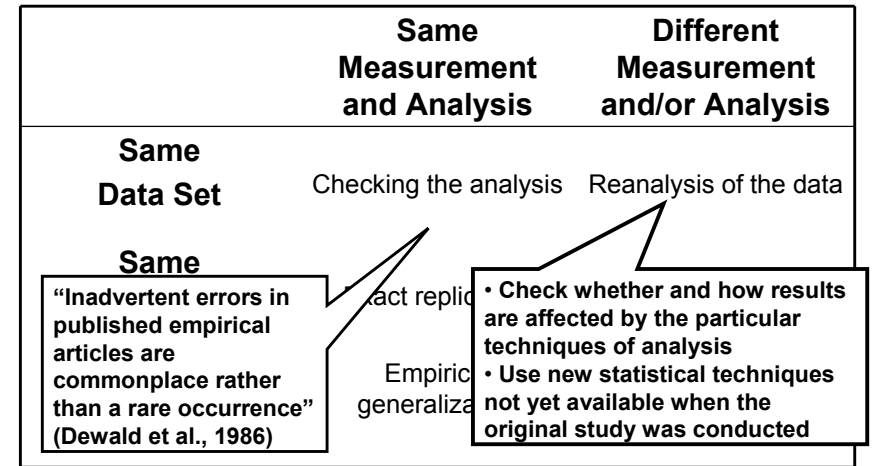 Same
Measurement
and Analysis
Different
Measurement
and/or Analysis
Same
Data Set
Checking the analysis
Reanalysis of the data
Same
“Inadvertent errors in
published empirical
articles are
commonplace rather
than a rare occurrence”
(Dewald et al., 1986)
• Check whether and how results
are affected by the particular
techniques of analysis
• Use new statistical techniques
not yet available when the
original study was conducted